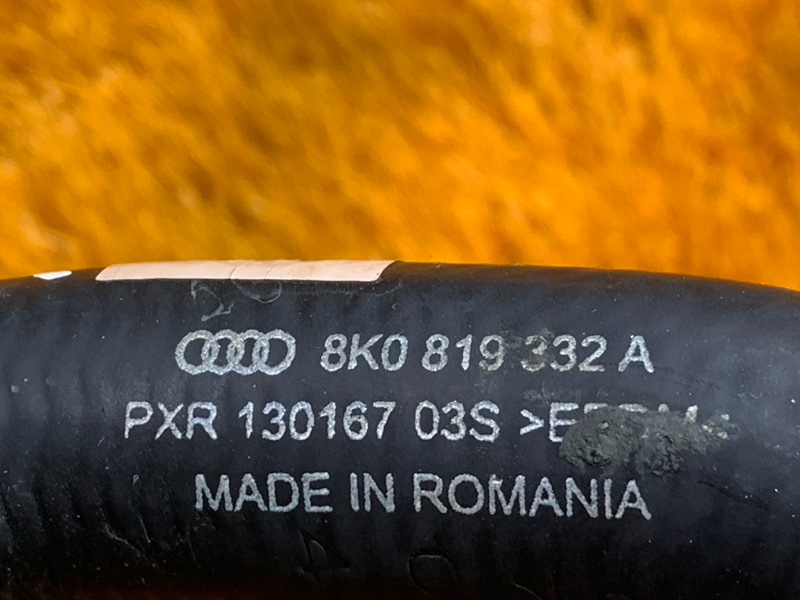 8K0 819 332 A
PXR 130167 03S
MADE IN ROMANIA